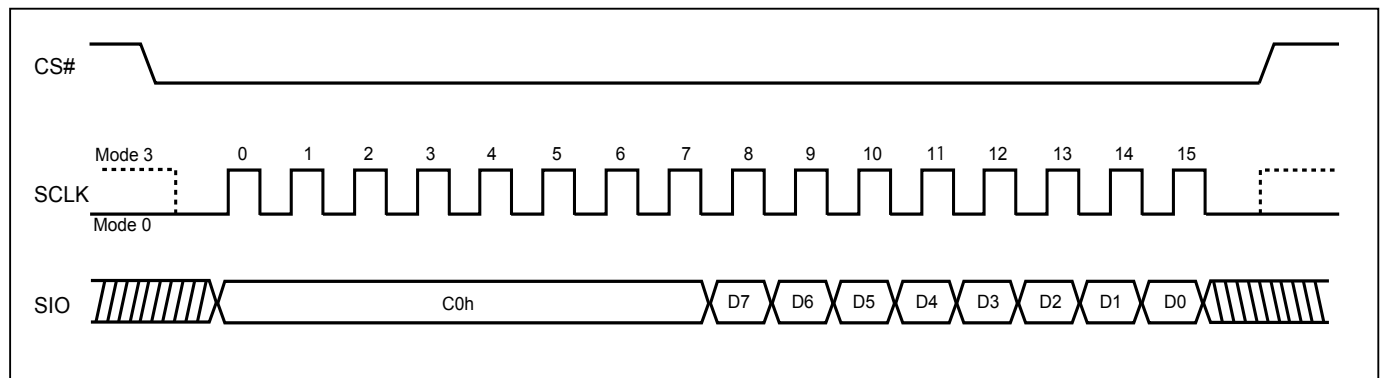 CS#
Mode 3
0 1 2 3 4 5 6 7 8 9 10 11 12 13 14 15
SCLK
Mode 0
SIO
C0h D7 D6 D5 D4 D3 D2 D1 D0